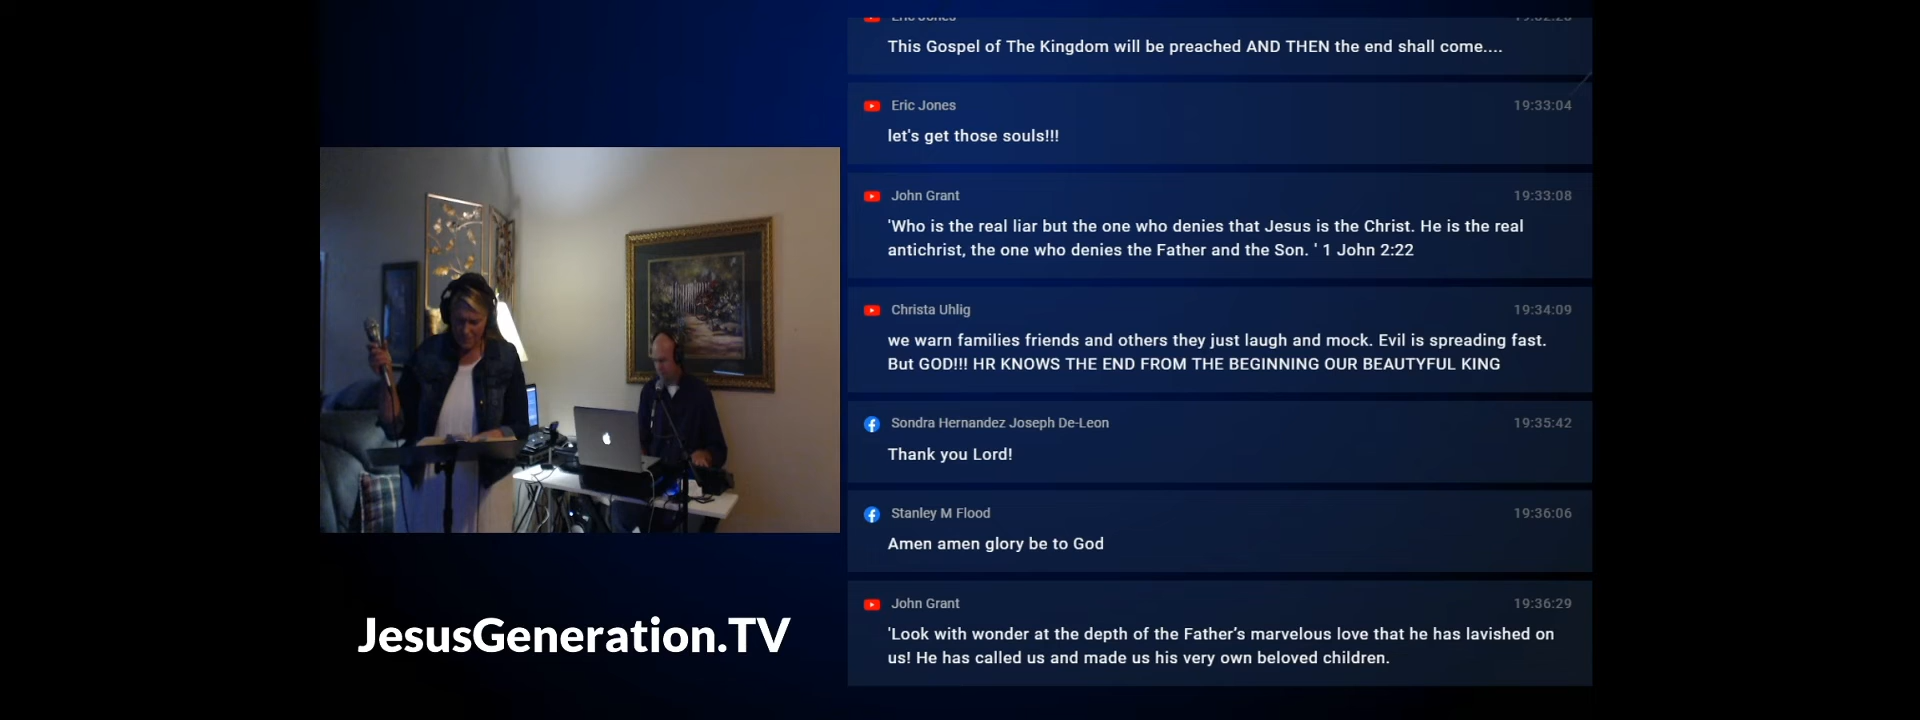 Eric Jones
This Gospel of The Kingdom will be preached AND THEN the end shall come....
Eric Jones 19:33:04
let's get those souls!!!
John Grant 19:33:08
'Who is the real liar but the one who denies that Jesus is the Christ. He is the real
antichrist, the one who denies the Father and the Son. ' 1 John 2:22
Christa Uhlig 19:34:09
we warn families friends and others they just laugh and mock. Evil is spreading fast.
But GOD!!! HR KNOWS THE END FROM THE BEGINNING OUR BEAUTYFUL KING
Sondra Hernandez Joseph De-Leon 19:35:42
Thank you Lord!
Stanley M Flood 19:36:06
Amen amen glory be to God
John Grant 19:36:29
'Look with wonder at the depth of the Father’s marvelous love that he has lavished on
us! He has called us and made us his very own beloved children.
JesusGeneration.TV